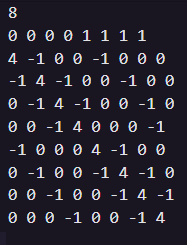 8
0 0 0 0 1 1 1 1
4 -1 0 0 -1 0 0 0
-1 4 -1 0 0 -1 0 0
0 -1 4 -1 0 0 -1 0
0 0 -1 4 0 0 0 -1
-1 0 0 0 4 -1 0 0
0 -1 0 0 -1 4 -1 0
0 0 -1 0 0 -1 4 -1
0 0 0 -1 0 0 -1 4